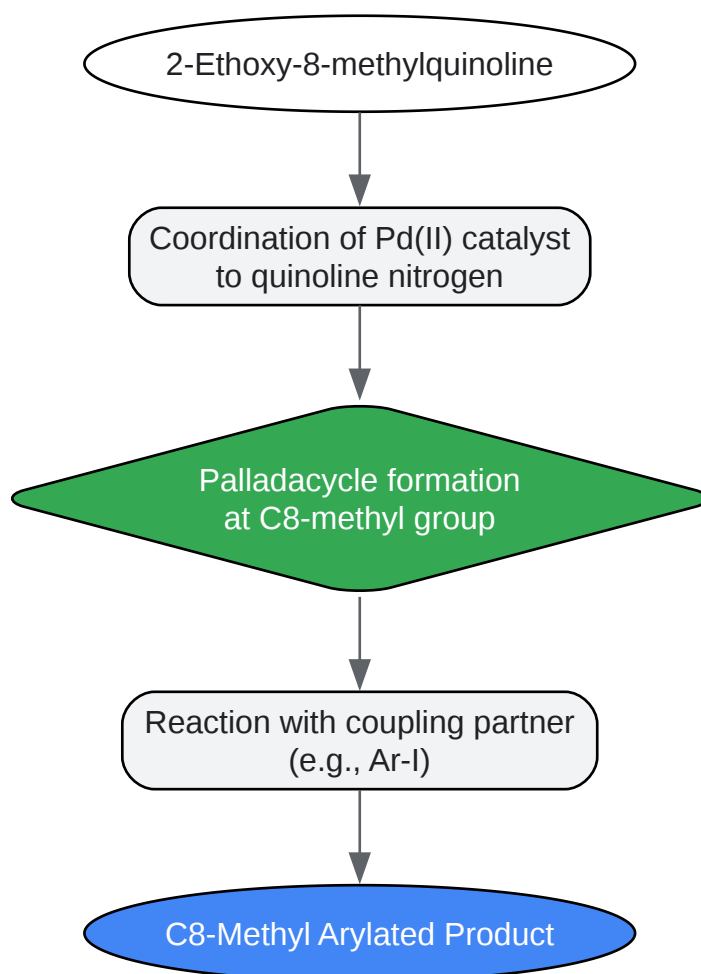 2-Ethoxy-8-methylquinoline
Coordination of Pd(II) catalyst
to quinoline nitrogen
Palladacycle formation
at C8-methyl group
Reaction with coupling partner
(e.g., Ar-I)
C8-Methyl Arylated Product